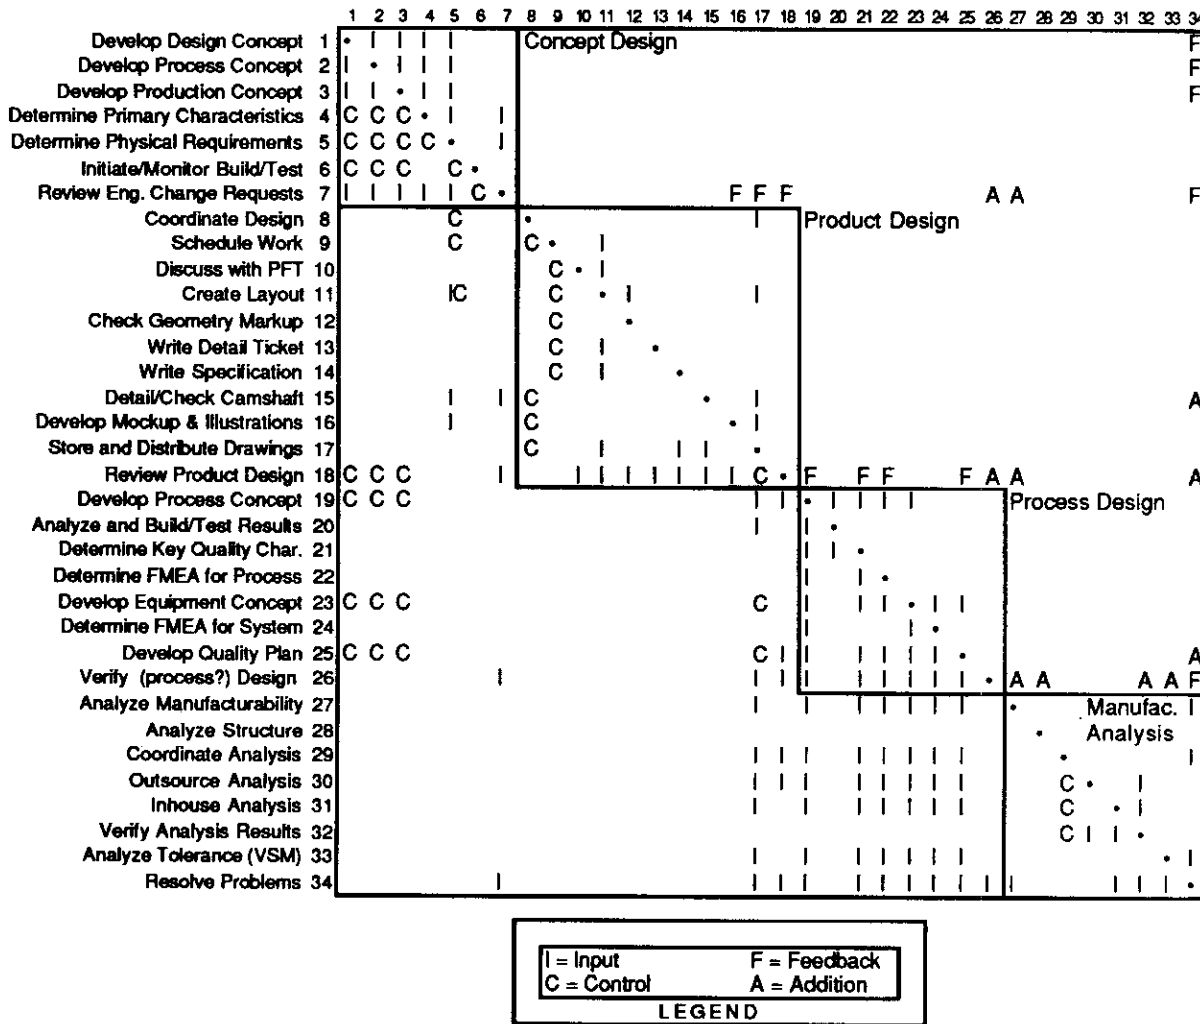 1 2 3 4 5 6 7 8 9 10 11 12 13 14 15 16 17 18 19 20 21 22 23 24 25 26 27 28 29 30 31 32 33 34
Develop Design Concept 1 • I I I I Concept Design F
Develop Process Concept 2 I • I I I F
Develop Production Concept 3 I I • I I F
Determine Primary Characteristics 4 C C C • I I
Determine Physical Requirements 5 C C C C • I
Initiate/Monitor Build/Test 6 C C C C •
Review Eng. Change Requests 7 I I I I I C • F F F A A F
Coordinate Design 8 C • I Product Design
Schedule Work 9 C C • I
Discuss with PFT 10 C • I
Create Layout 11 IC C • I I
Check Geometry Markup 12 C •
Write Detail Ticket 13 C I •
Write Specification 14 C I •
Detail/Check Camshaft 15 I I C • I A
Develop Mockup & Illustrations 16 I C • I
Store and Distribute Drawings 17 C I I I •
Review Product Design 18 C C C I I I I I I I I C • F F F F A A A
Develop Process Concept 19 C C C I I • I I I I Process Design
Analyze and Build/Test Results 20 I I •
Determine Key Quality Char. 21 I I •
Determine FMEA for Process 22 I I •
Develop Equipment Concept 23 C C C C I I I • I I
Determine FMEA for System 24 I •
Develop Quality Plan 25 C C C C I I I I I I • A
Verify (process?) Design 26 I I I I I I I I I • A A A A F
Analyze Manufacturability 27 I I I I I I I • Manufac. I
Analyze Structure 28 • Analysis
Coordinate Analysis 29 I I I I I I I I • I
Outsource Analysis 30 I I I I I I I I C • I
Inhouse Analysis 31 I I I I I I I C • I
Verify Analysis Results 32 C I I •
Analyze Tolerance (VSM) 33 I I I I I I I • I
Resolve Problems 34 I I I I I I I I I I I I I I •
I = Input F = Feedback
C = Control A = Addition
LEGEND